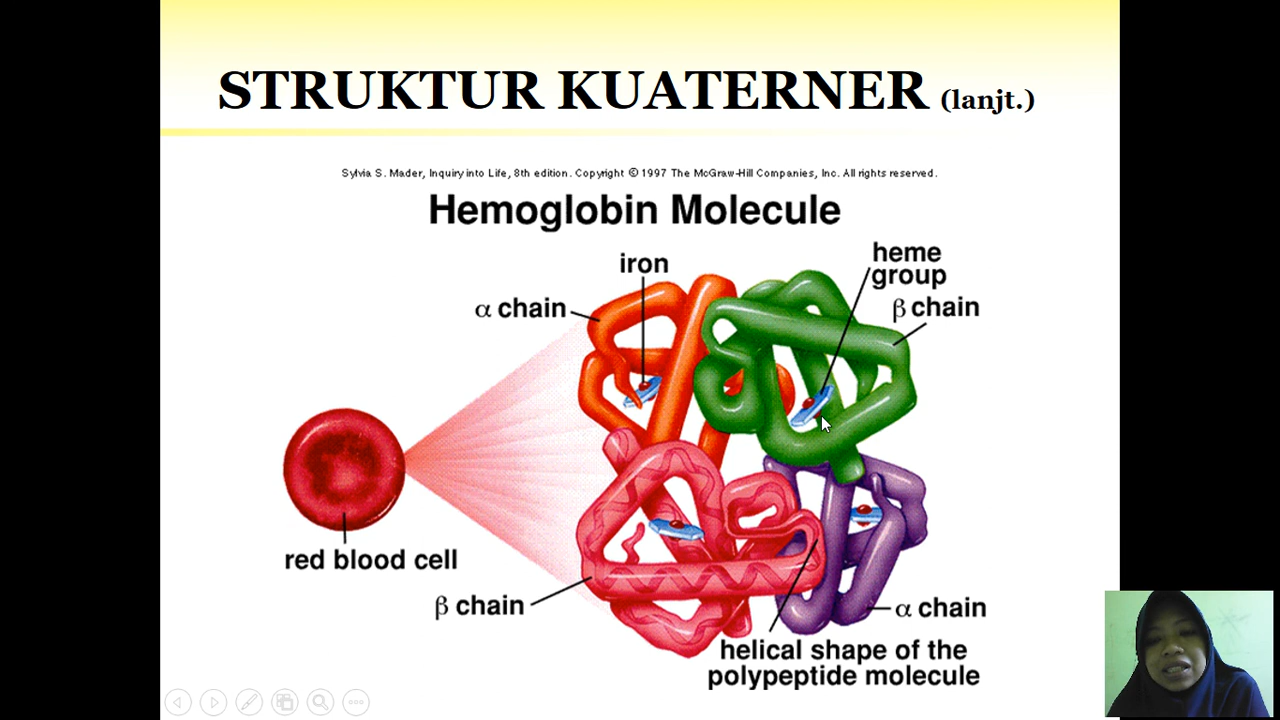 STRUKTUR KUATERNER (lanjt.)
Sylvia S. Mader, Inquiry into Life, 8th edition. Copyright © 1997 The McGraw-Hill Companies, Inc. All rights reserved.
Hemoglobin Molecule
iron
heme
group
α chain
β chain
red blood cell
β chain
α chain
helical shape of the
polypeptide molecule